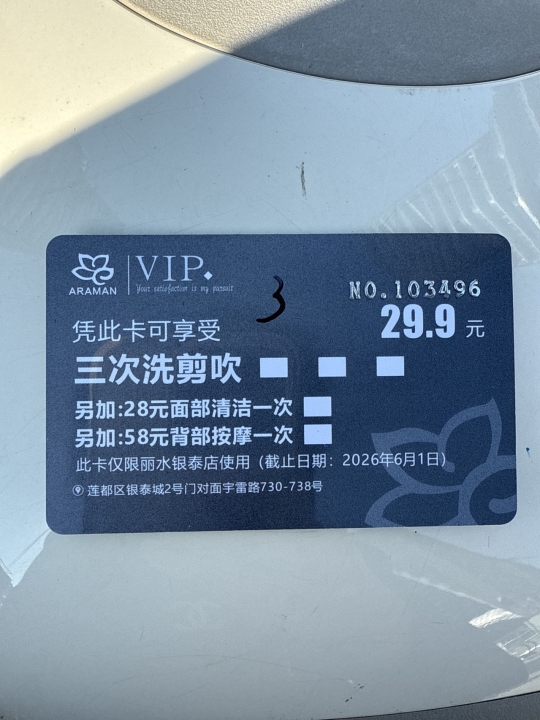 ARAMAN
VIP.
Your satisfaction is my pursuit
3
NO.103496
凭此卡可享受
29.9 元
三次洗剪吹
另加:28元面部清洁一次
另加:58元背部按摩一次
此卡仅限丽水银泰店使用（截止日期：2026年6月1日）
莲都区银泰城2号门对面宇雷路730-738号